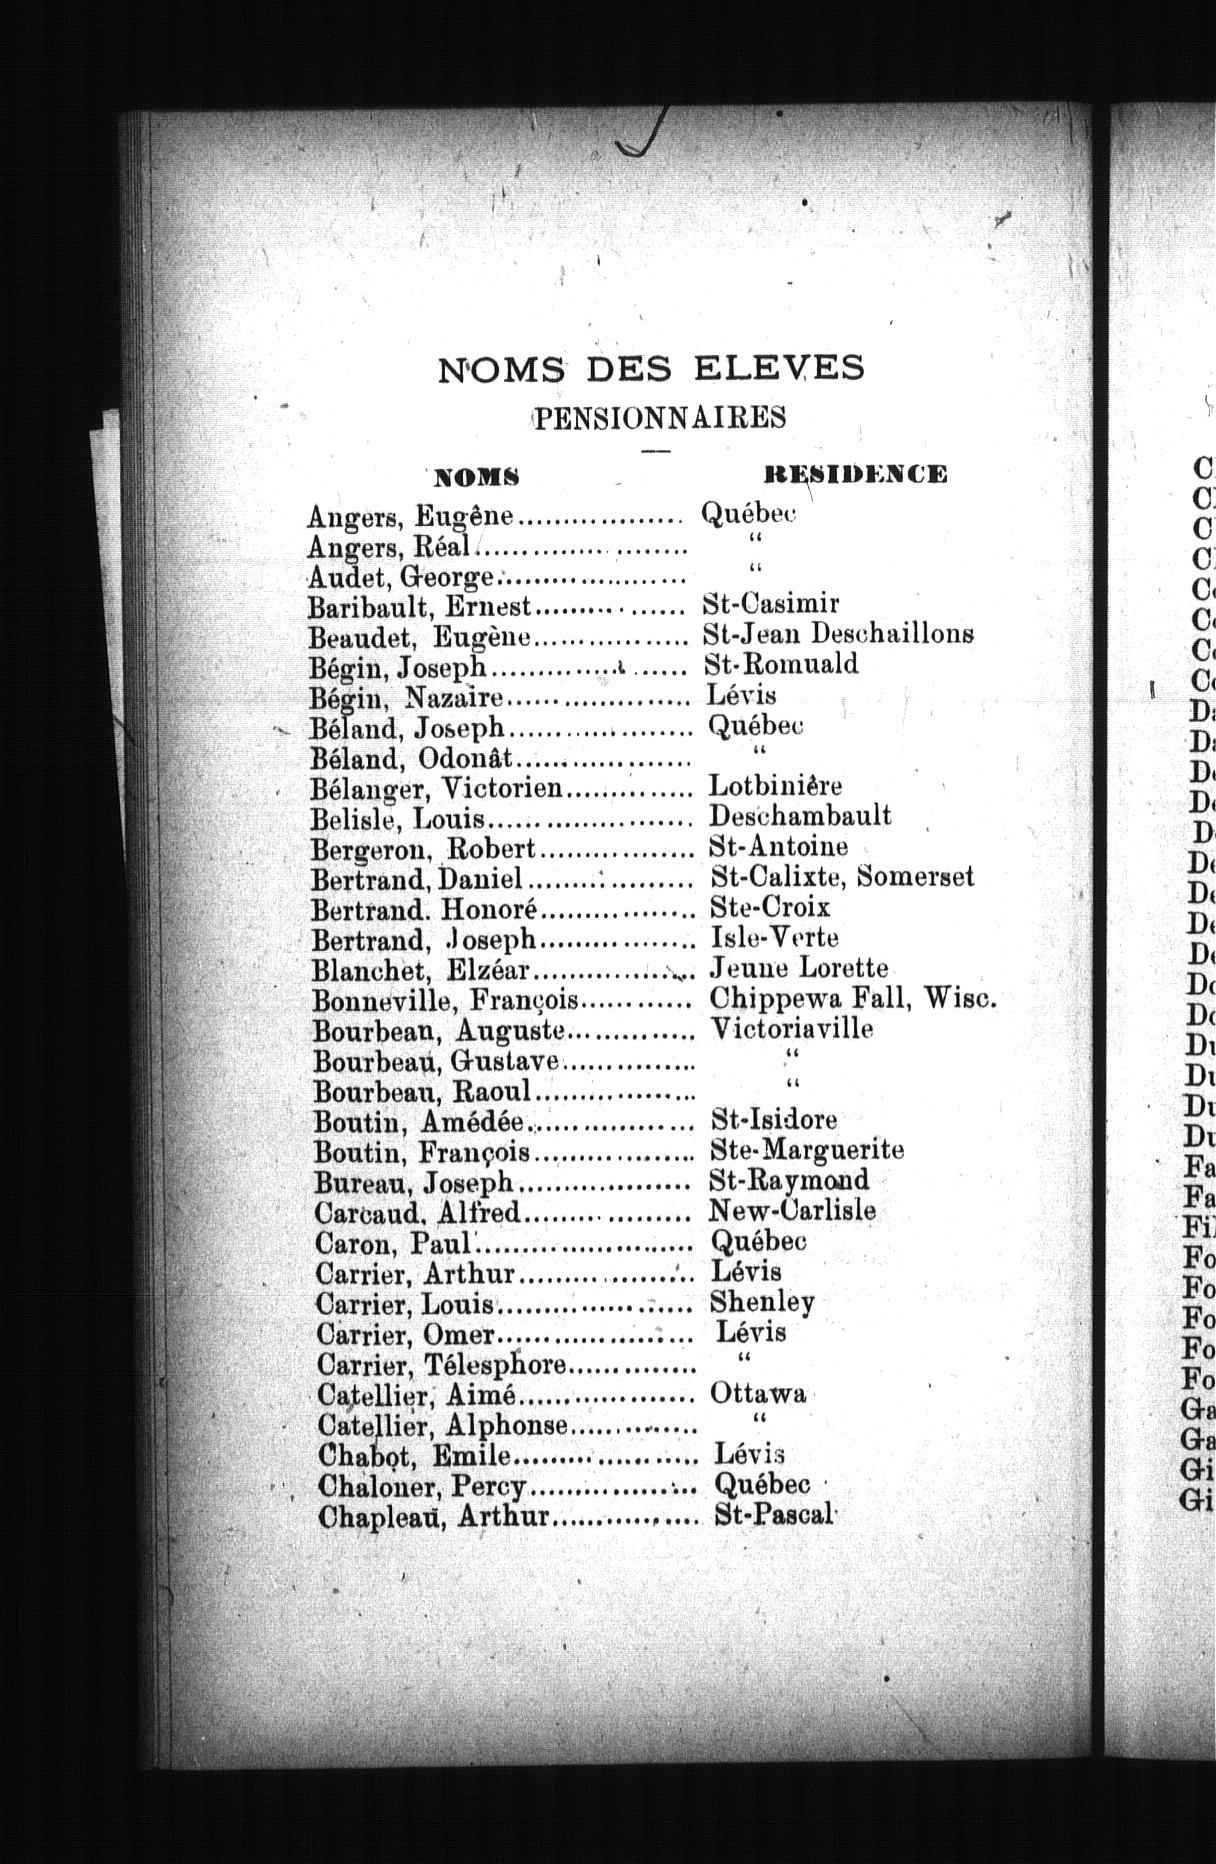 NOMS DES ELEVES
PENSIONNAIRES
NOMS RESIDENCE
Angers, Eugêne.................. Québec
Angers, Réal........................ “
Audet, George..................... “
Baribault, Ernest................. St-Casimir
Beaudet, Eugène................. St-Jean Deschaillons
Bégin, Joseph...................... St-Romuald
Bégin, Nazaire..................... Lévis
Béland, Joseph..................... Québec
Béland, Odonât.................... “
Bélanger, Victorien.............. Lotbiniêre
Belisle, Louis....................... Deschambault
Bergeron, Robert................. St-Antoine
Bertrand, Daniel.................. St-Calixte, Somerset
Bertrand. Honoré................. Ste-Croix
Bertrand, Joseph.................. Isle-Verte
Blanchet, Elzéar.................. Jeune Lorette
Bonneville, François............ Chippewa Fall, Wisc.
Bourbeau, Auguste.............. Victoriaville
Bourbeau, Gustave............... “
Bourbeau, Raoul.................. “
Boutin, Amédée................... St-Isidore
Boutin, François.................. Ste-Marguerite
Bureau, Joseph.................... St-Raymond
Carcaud. Alfred................... New-Carlisle
Caron, Paul......................... Québec
Carrier, Arthur.................... Lévis
Carrier, Louis...................... Shenley
Carrier, Omer...................... Lévis
Carrier, Télesphore.............. “
Catellier, Aimé.................... Ottawa
Catellier, Alphonse.............. “
Chabot, Emile..................... Lévis
Chaloner, Percy................... Québec
Chapleau, Arthur................. St-Pascal